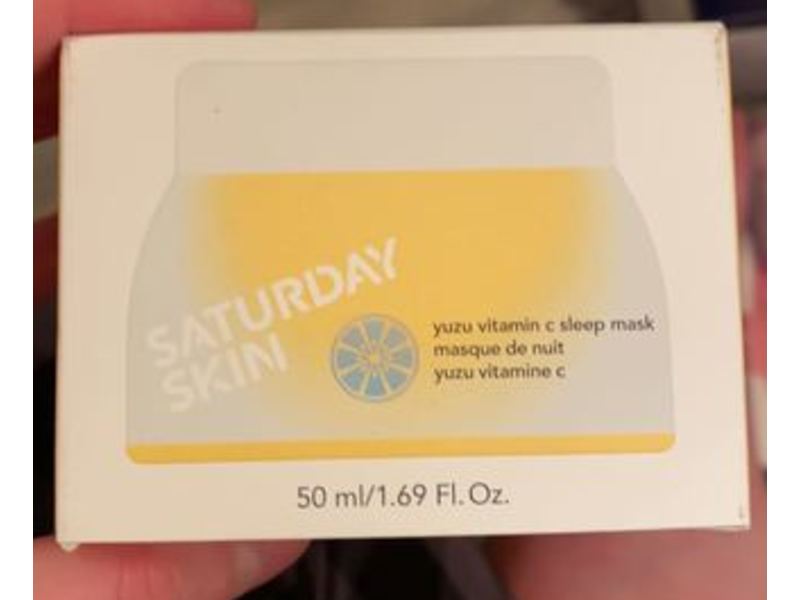 SATURDAY
SKIN
yuzu vitamin c sleep mask
masque de nuit
yuzu vitamine c
50 ml/1.69 Fl. Oz.